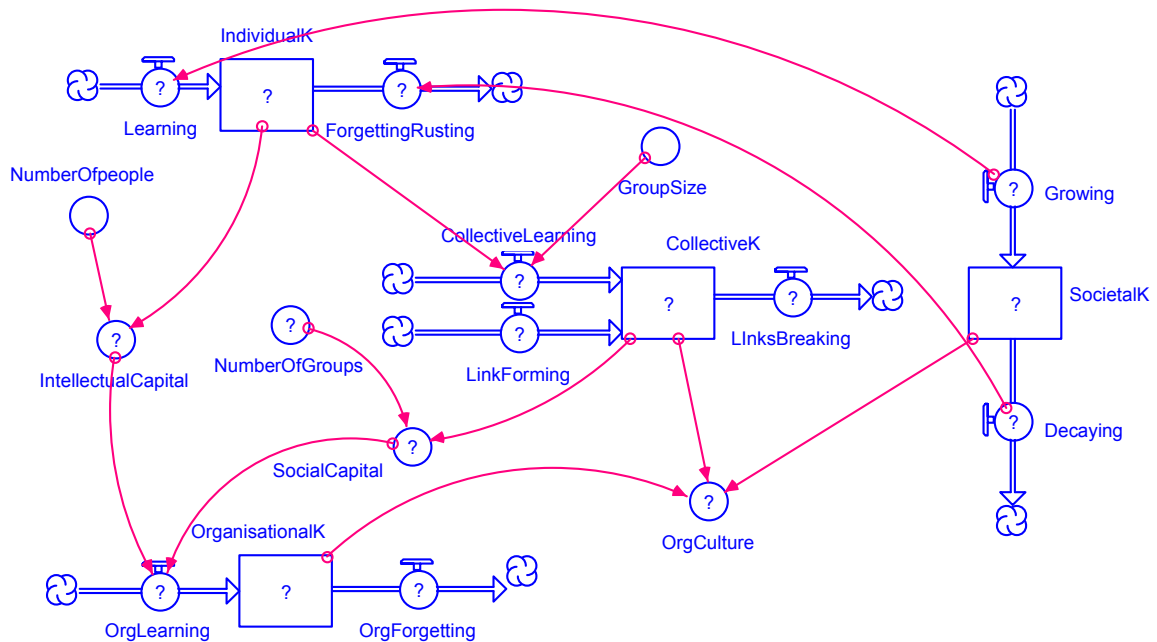 IndividualK
?
?
?
Learning
ForgettingRusting
NumberOfpeople
GroupSize
?
Growing
CollectiveLearning
CollectiveK
?
?
?
?
SocietalK
?
?
?
LInksBreaking
NumberOfGroups
LinkForming
IntellectualCapital
?
Decaying
?
SocialCapital
?
OrgCulture
OrganisationalK
?
?
?
OrgLearning
OrgForgetting